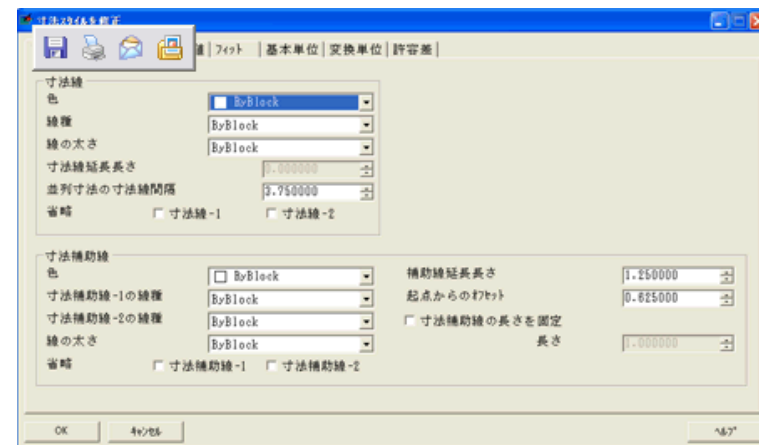 寸法スタイルを修正
値 フィット 基本単位 変換単位 許容差
寸法線
色 ByBlock
線種 ByBlock
線の太さ ByBlock
寸法線延長長さ 0.000000
並列寸法の寸法線間隔 3.750000
省略 寸法線-1 寸法線-2
寸法補助線
色 ByBlock
寸法補助線-1の線種 ByBlock
寸法補助線-2の線種 ByBlock
線の太さ ByBlock
省略 寸法補助線-1 寸法補助線-2
補助線延長長さ 1.250000
起点からのオフセット 0.625000
寸法補助線の長さを固定
長さ 1.000000
OK キャンセル ヘルプ